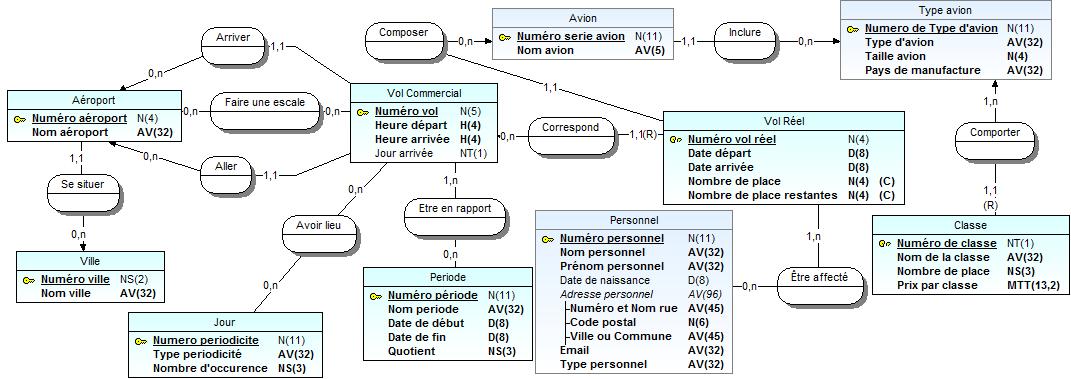 Arriver
1,1
0,n
Composer
0,n
Avion
Numéro serie avion N(11)
Nom avion AV(5)
1,1
Inclure
0,n
Type avion
Numero de Type d'avion N(11)
Type d'avion AV(32)
Taille avion N(4)
Pays de manufacture AV(32)
Aéroport
Numéro aéroport N(4)
Nom aéroport AV(32)
0,n
Faire une escale
0,n
Vol Commercial
Numéro vol N(5)
Heure départ H(4)
Heure arrivée H(4)
Jour arrivée NT(1)
1,1
0,n
Correspond
1,1(R)
Vol Réel
Numéro vol réel N(4)
Date départ D(8)
Date arrivée D(8)
Nombre de place N(4) (C)
Nombre de place restantes N(4) (C)
1,n
Comporter
1,1
(R)
0,n
Aller
1,1
1,1
Se situer
0,n
Ville
Numéro ville NS(2)
Nom ville AV(32)
0,n
Avoir lieu
0,n
1,n
Etre en rapport
0,n
Jour
Numero periodicite N(11)
Type periodicité AV(32)
Nombre d'occurence NS(3)
Periode
Numéro période N(11)
Nom periode AV(32)
Date de début D(8)
Date de fin D(8)
Quotient NS(3)
Personnel
Numéro personnel N(11)
Nom personnel AV(32)
Prénom personnel AV(32)
Date de naissance D(8)
Adresse personnel AV(96)
Numéro et Nom rue AV(45)
Code postal N(6)
Ville ou Commune AV(45)
Email AV(32)
Type personnel AV(32)
0,n
1,n
Être affecté
Classe
Numéro de classe NT(1)
Nom de la classe AV(32)
Nombre de place NS(3)
Prix par classe MTT(13,2)